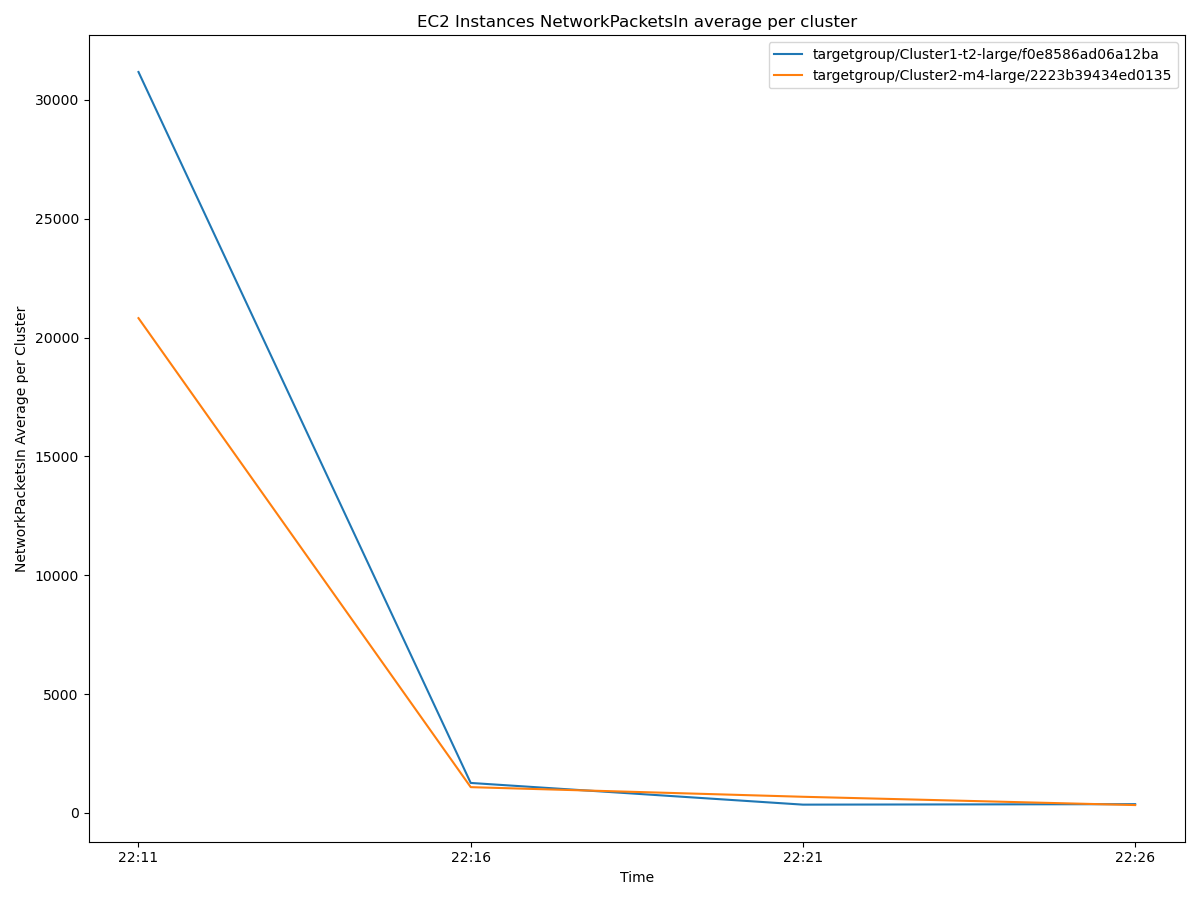 EC2 Instances NetworkPacketsIn average per cluster
targetgroup/Cluster1-t2-large/f0e8586ad06a12ba
targetgroup/Cluster2-m4-large/2223b39434ed0135
NetworkPacketsIn Average per Cluster
30000
25000
20000
15000
10000
5000
0
22:11
22:16
22:21
22:26
Time